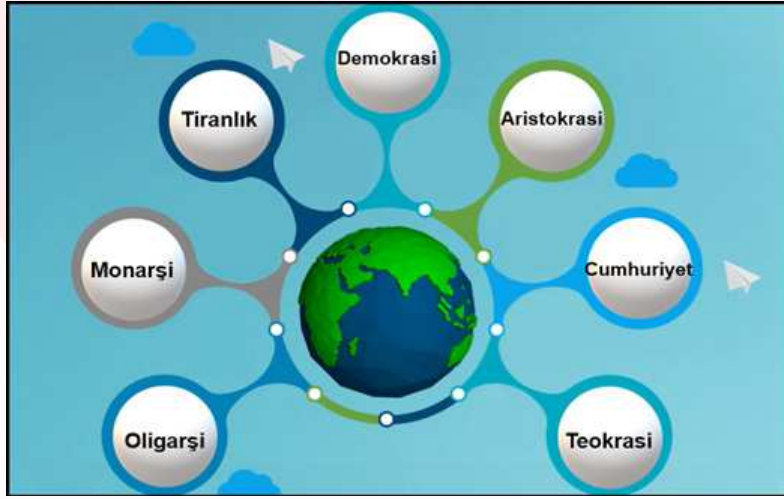 Demokrasi
Tiranlık
Aristokrasi
Monarşi
Cumhuriyet
Oligarşi
Teokrasi